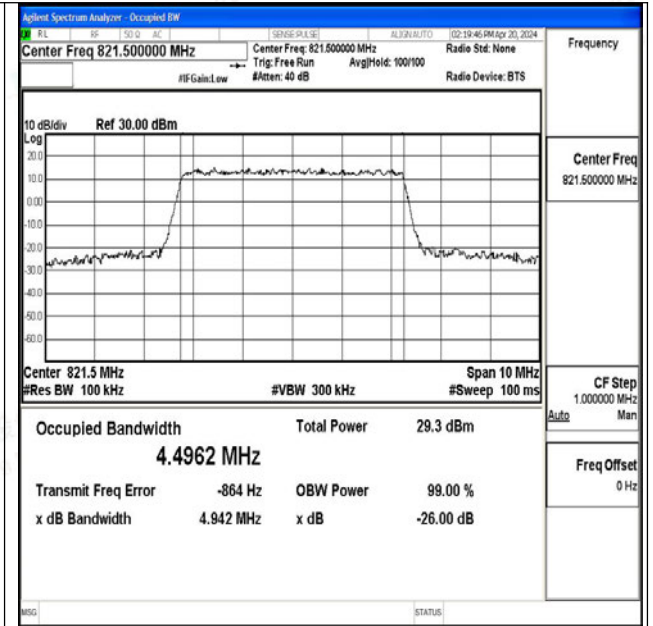 Agilent Spectrum Analyzer - Occupied BW
RL RF 50 Ω AC SENSE:PULSE ALIGN AUTO 02:19:46 PM Apr 20, 2024
Center Freq 821.500000 MHz
Center Freq: 821.500000 MHz
Radio Std: None
Trig: Free Run Avg|Hold: 100/100
#IFGain:Low #Atten: 40 dB Radio Device: BTS
10 dB/div Ref 30.00 dBm
Log
20.0
10.0
0.00
-10.0
-20.0
-30.0
-40.0
-50.0
-60.0
Center 821.5 MHz Span 10 MHz
#Res BW 100 kHz #VBW 300 kHz #Sweep 100 ms
Occupied Bandwidth Total Power 29.3 dBm
4.4962 MHz
Transmit Freq Error -864 Hz OBW Power 99.00 %
x dB Bandwidth 4.942 MHz x dB -26.00 dB
MSG STATUS
Frequency
Center Freq
821.500000 MHz
CF Step
1.000000 MHz
Auto Man
Freq Offset
0 Hz